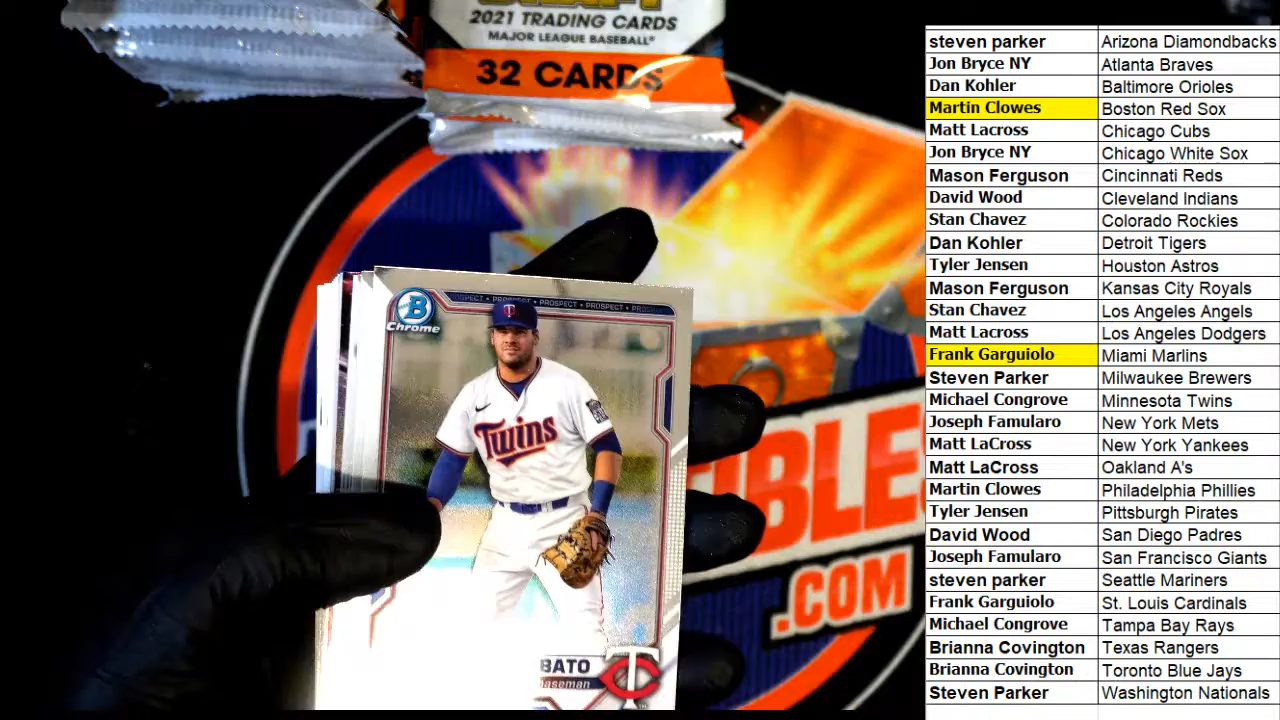 2021 TRADING CARDS
MAJOR LEAGUE BASEBALL
32 CARDS
B
Chrome
PROSPECT • PROSPECT • PROSPECT • PROSPECT
Twins
BATO
baseman
.COM
steven parker Arizona Diamondbacks
Jon Bryce NY Atlanta Braves
Dan Kohler Baltimore Orioles
Martin Clowes Boston Red Sox
Matt Lacross Chicago Cubs
Jon Bryce NY Chicago White Sox
Mason Ferguson Cincinnati Reds
David Wood Cleveland Indians
Stan Chavez Colorado Rockies
Dan Kohler Detroit Tigers
Tyler Jensen Houston Astros
Mason Ferguson Kansas City Royals
Stan Chavez Los Angeles Angels
Matt Lacross Los Angeles Dodgers
Frank Garguiolo Miami Marlins
Steven Parker Milwaukee Brewers
Michael Congrove Minnesota Twins
Joseph Famularo New York Mets
Matt LaCross New York Yankees
Matt LaCross Oakland A's
Martin Clowes Philadelphia Phillies
Tyler Jensen Pittsburgh Pirates
David Wood San Diego Padres
Joseph Famularo San Francisco Giants
steven parker Seattle Mariners
Frank Garguiolo St. Louis Cardinals
Michael Congrove Tampa Bay Rays
Brianna Covington Texas Rangers
Brianna Covington Toronto Blue Jays
Steven Parker Washington Nationals